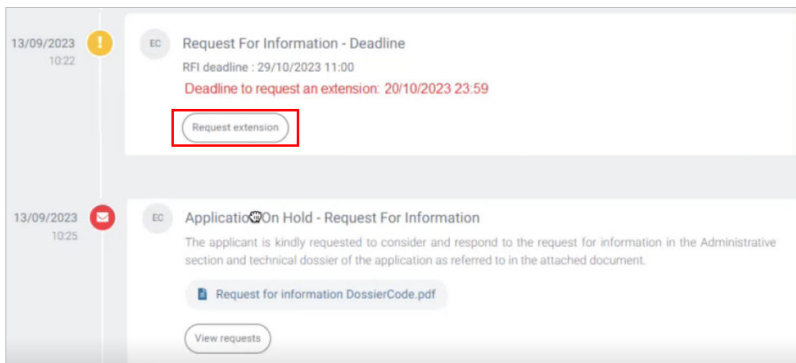 13/09/2023
10:22
EC
Request For Information - Deadline
RFI deadline : 29/10/2023 11:00
Deadline to request an extension: 20/10/2023 23:59
Request extension
13/09/2023
10:25
EC
Application On Hold - Request For Information
The applicant is kindly requested to consider and respond to the request for information in the Administrative
section and technical dossier of the application as referred to in the attached document.
Request for information DossierCode.pdf
View requests